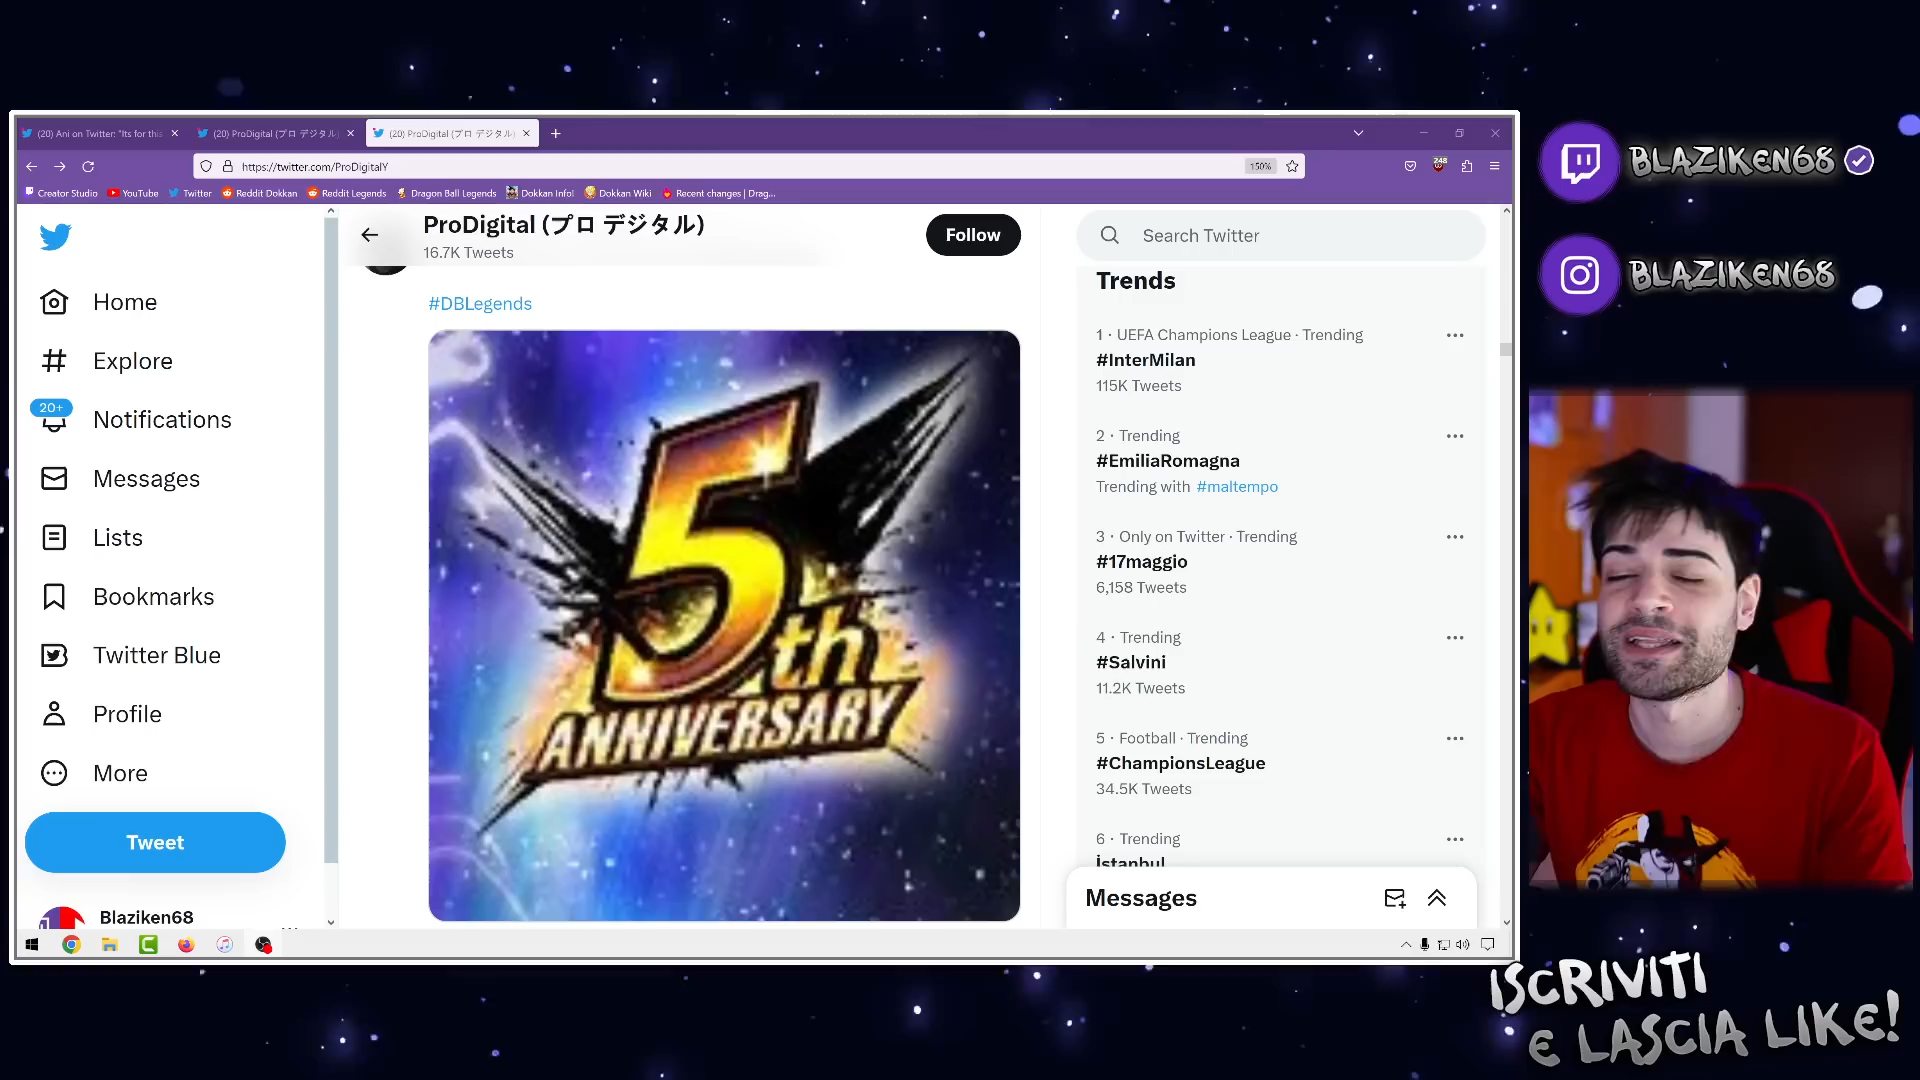 (20) Ani on Twitter: "Its for this
(20) ProDigital (プロ デジタル)
(20) ProDigital (プロ デジタル)
https://twitter.com/ProDigitalY
150%
248
Creator Studio
YouTube
Twitter
Reddit Dokkan
Reddit Legends
Dragon Ball Legends
Dokkan Info!
Dokkan Wiki
Recent changes | Drag...
ProDigital (プロ デジタル)
16.7K Tweets
Follow
Search Twitter
Home
Explore
20+
Notifications
Messages
Lists
Bookmarks
Twitter Blue
Profile
More
Tweet
Blaziken68
#DBLegends
5th
ANNIVERSARY
Trends
1 · UEFA Champions League · Trending
#InterMilan
115K Tweets
2 · Trending
#EmiliaRomagna
Trending with #maltempo
3 · Only on Twitter · Trending
#17maggio
6,158 Tweets
4 · Trending
#Salvini
11.2K Tweets
5 · Football · Trending
#ChampionsLeague
34.5K Tweets
6 · Trending
İstanbul
Messages
BLAZIKEN68
BLAZIKEN68
ISCRIVITI
E LASCIA LIKE!